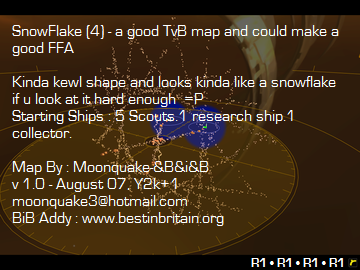 SnowFlake (4) - a good TvB map and could make a
good FFA
Kinda kewl shape and looks kinda like a snowflake
if u look at it hard enough  =P
Starting Ships : 5 Scouts.1 research ship.1
collector.
Map By : Moonquake-&B&i&B
v 1.0 - August 07, Y2k+1
moonquake3@hotmail.com
BiB Addy : www.bestinbritain.org
R1 • R1 • R1 • R1 r